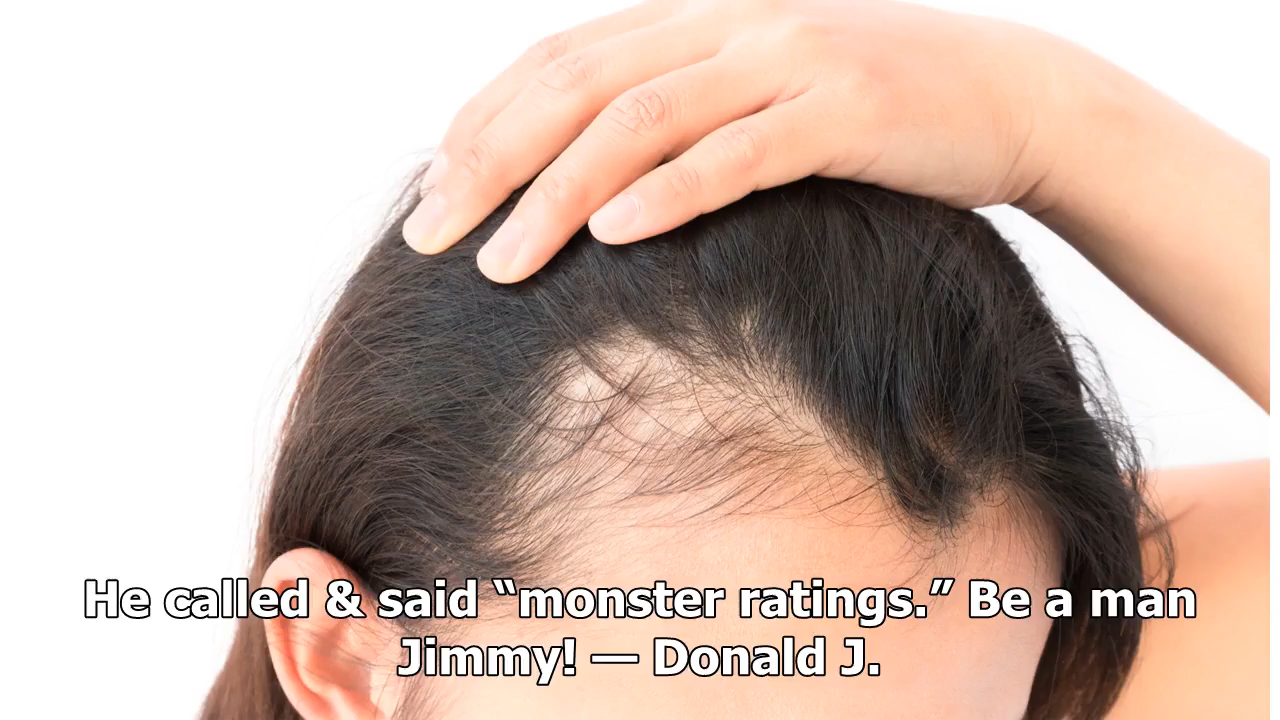 He called & said “monster ratings.” Be a man
Jimmy! — Donald J.